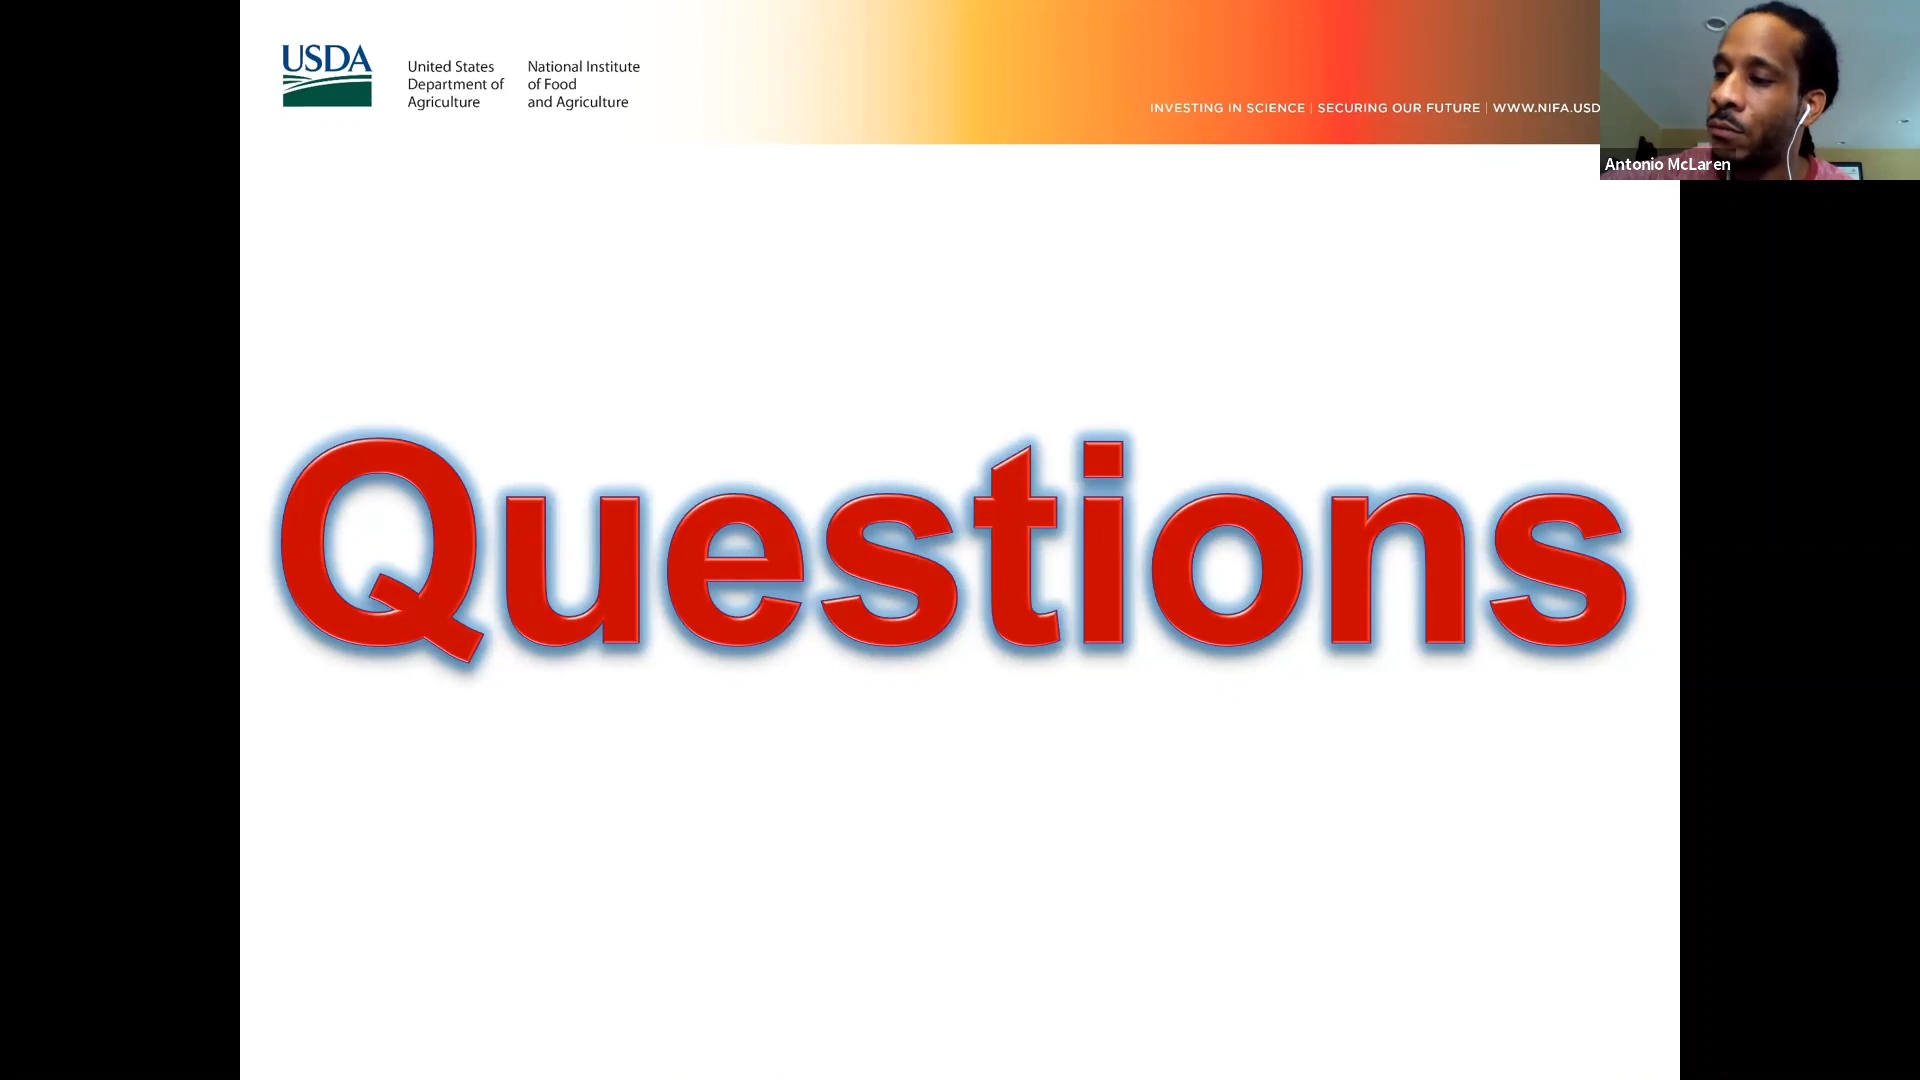 USDA
United States
Department of
Agriculture
National Institute
of Food
and Agriculture
INVESTING IN SCIENCE | SECURING OUR FUTURE | WWW.NIFA.USD
Antonio McLaren
Questions